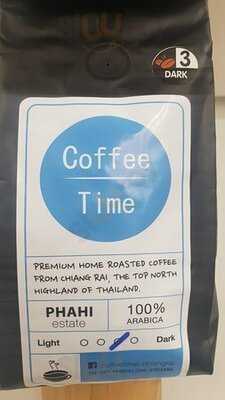 3
DARK
Coffee
Time
PREMIUM HOME ROASTED COFFEE
FROM CHIANG RAI, THE TOP NORTH
HIGHLAND OF THAILAND.
PHAHI
estate
100%
ARABICA
Light
Dark